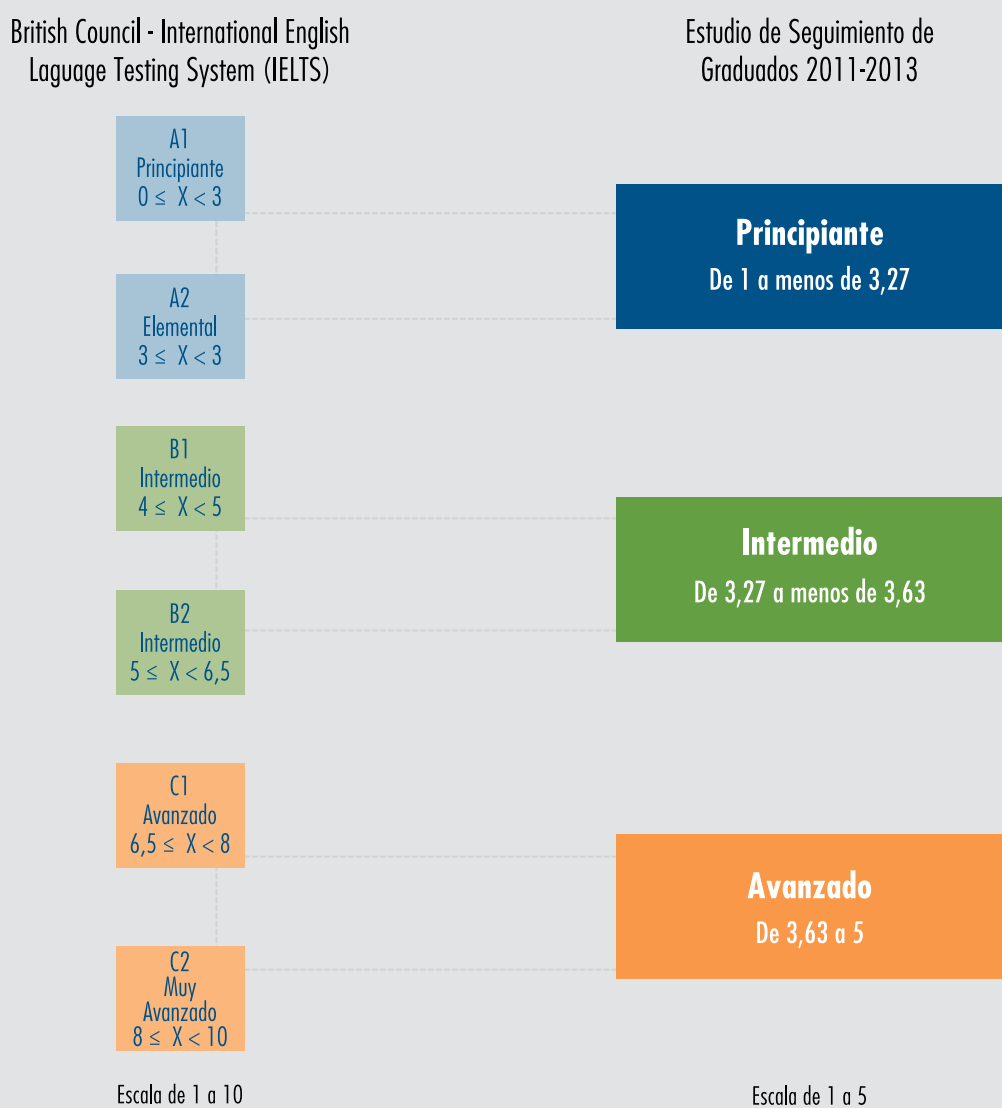 British Council - International English
Laguage Testing System (IELTS)
Estudio de Seguimiento de
Graduados 2011-2013
A1
Principiante
0 ≤ X < 3
A2
Elemental
3 ≤ X < 3
Principiante
De 1 a menos de 3,27
B1
Intermedio
4 ≤ X < 5
B2
Intermedio
5 ≤ X < 6,5
Intermedio
De 3,27 a menos de 3,63
C1
Avanzado
6,5 ≤ X < 8
C2
Muy
Avanzado
8 ≤ X < 10
Avanzado
De 3,63 a 5
Escala de 1 a 10
Escala de 1 a 5